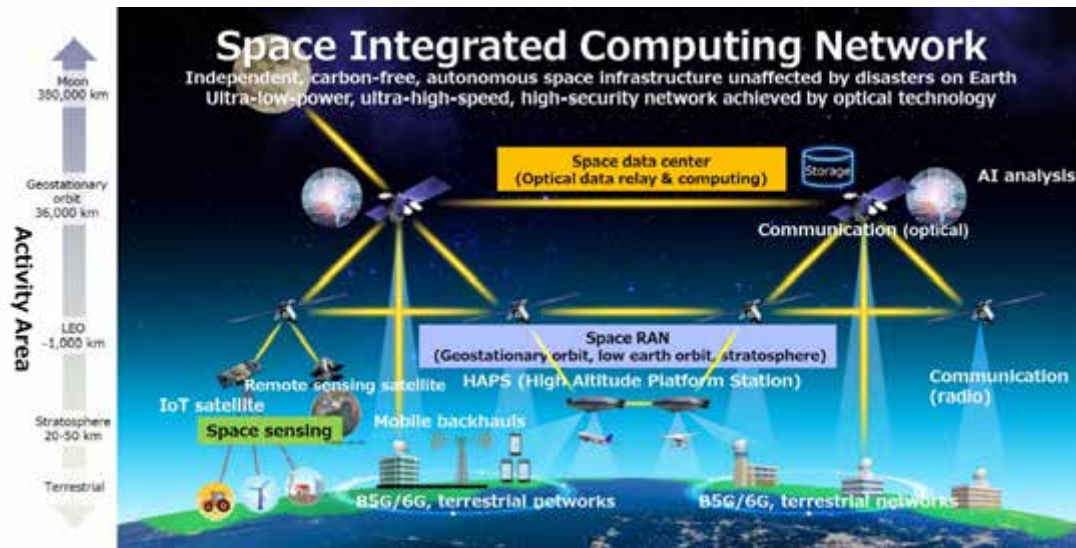 Space Integrated Computing Network
Independent, carbon-free, autonomous space infrastructure unaffected by disasters on Earth
Ultra-low-power, ultra-high-speed, high-security network achieved by optical technology
Activity Area
Moon
380,000 km
Geostationary
orbit
36,000 km
LEO
~1,000 km
Stratosphere
20-50 km
Terrestrial
Space data center
(Optical data relay & computing)
Storage
AI analysis
Communication (optical)
Space RAN
(Geostationary orbit, low earth orbit, stratosphere)
HAPS (High Altitude Platform Station)
Remote sensing satellite
IoT satellite
Space sensing
Mobile backhauls
Communication
(radio)
B5G/6G, terrestrial networks
B5G/6G, terrestrial networks